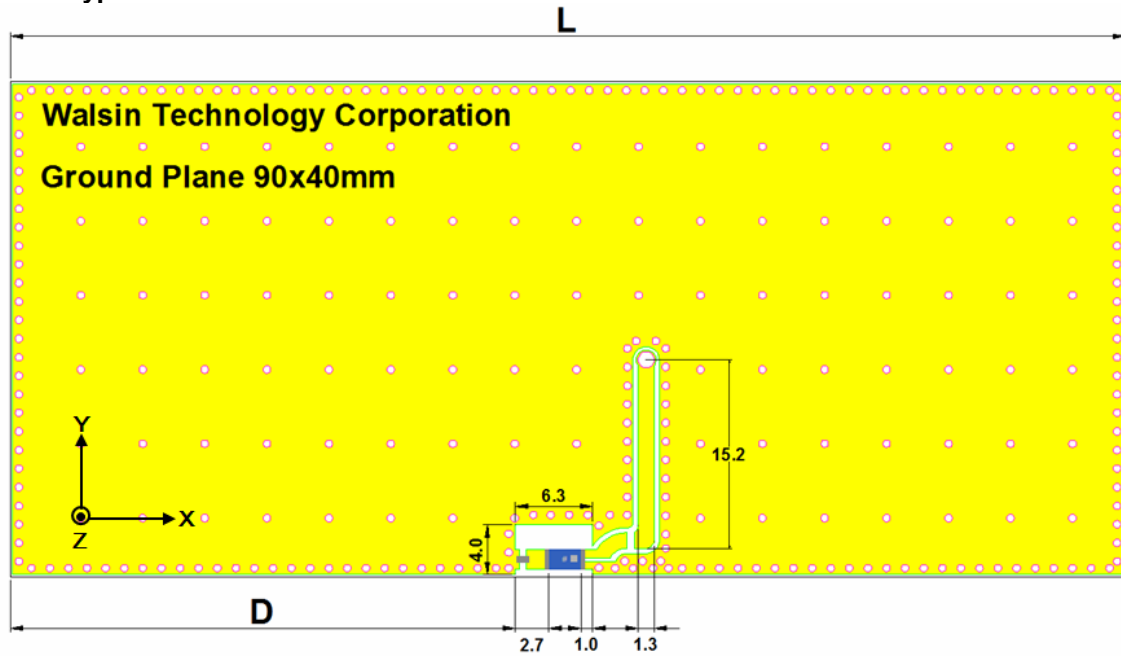 L
Walsin Technology Corporation
Ground Plane 90x40mm
Y
X
Z
15.2
6.3
4.0
D
2.7
1.0
1.3